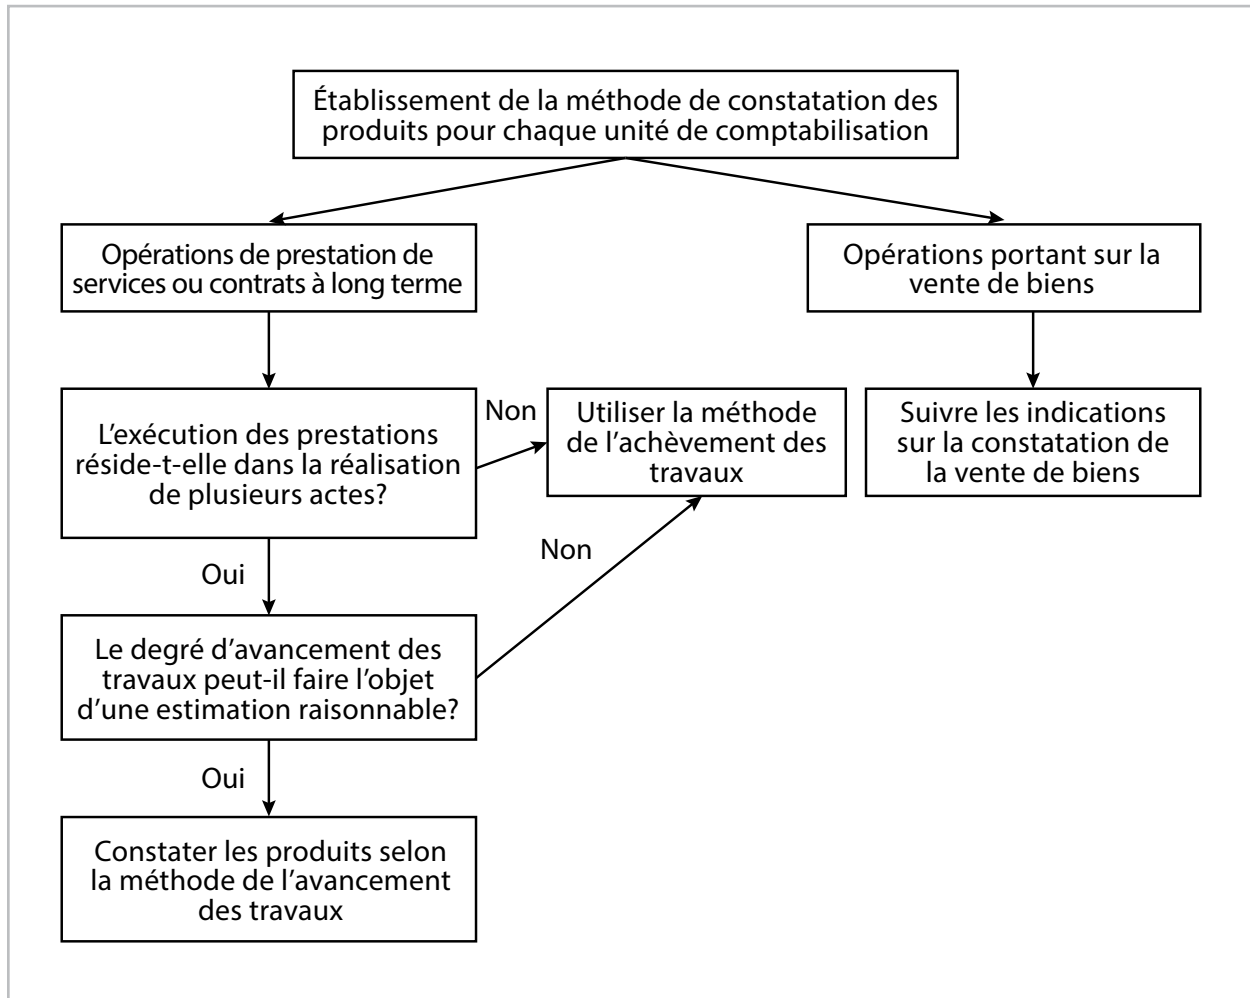 Établissement de la méthode de constatation des
produits pour chaque unité de comptabilisation
Opérations de prestation de
services ou contrats à long terme
Opérations portant sur la
vente de biens
L’exécution des prestations
réside-t-elle dans la réalisation
de plusieurs actes?
Non
Utiliser la méthode
de l’achèvement des
travaux
Suivre les indications
sur la constatation de
la vente de biens
Oui
Non
Le degré d’avancement des
travaux peut-il faire l’objet
d’une estimation raisonnable?
Oui
Constater les produits selon
la méthode de l’avancement
des travaux